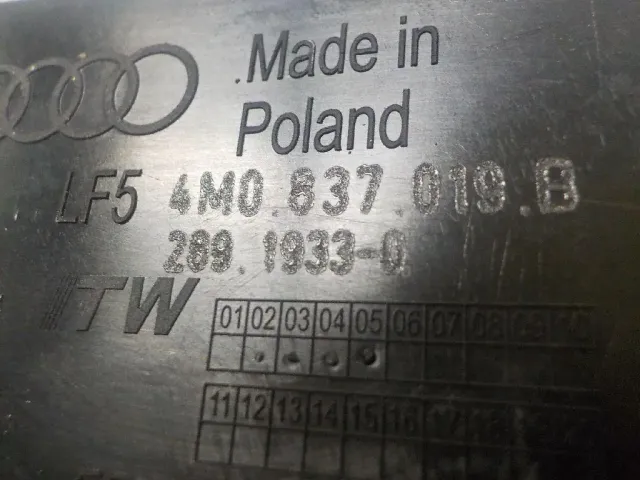 .Made in
Poland
LF5 4M0.837.019.B
289.1933-0
ITW
01 02 03 04 05 06 07 08 09 10
11 12 13 14 15 16 17 18